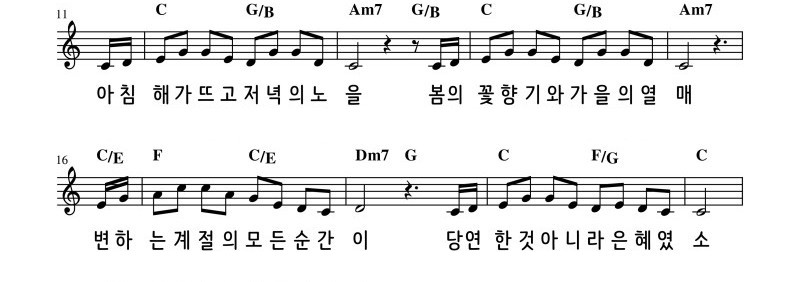 11 C G/B Am7 G/B C G/B Am7
아침 해가뜨고저녁의노 을 봄의 꽃향기와가을의열 매
16 C/E F C/E Dm7 G C F/G C
변하 는계절의모든순간 이 당연 한것아니라은혜였 소